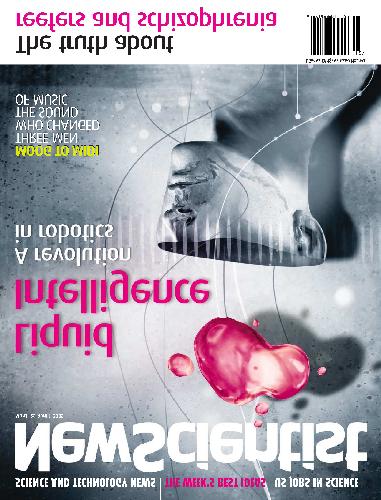 SCIENCE AND TECHNOLOGY NEWS THE WEEK'S BEST IDEAS US JOBS IN SCIENCE
NewScientist
Liquid
Intelligence
A revolution
in robotics
MOOG TO MIDI
THREE MEN
WHO CHANGED
THE SOUND
OF MUSIC
The truth about
reefers and schizophrenia